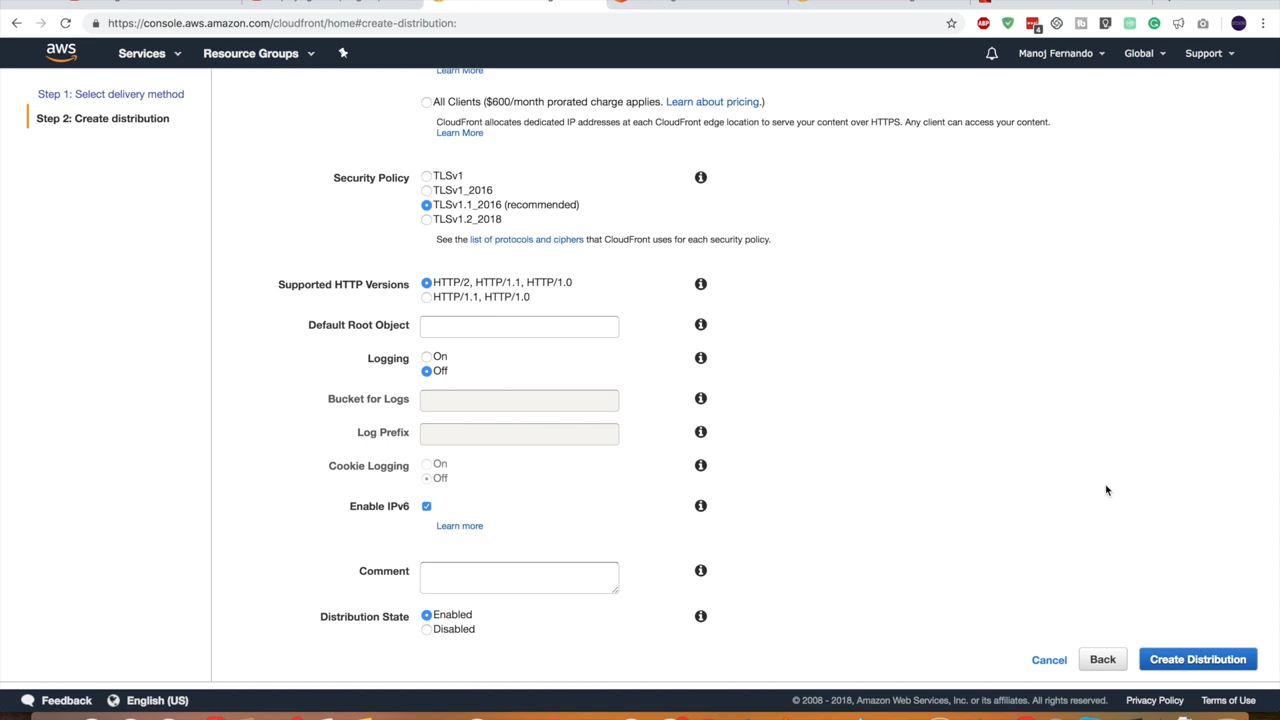 https://console.aws.amazon.com/cloudfront/home#create-distribution:
ABP
4
aws
Services
Resource Groups
Manoj Fernando
Global
Support
Step 1: Select delivery method
Step 2: Create distribution
Learn More
All Clients ($600/month prorated charge applies. Learn about pricing.)
CloudFront allocates dedicated IP addresses at each CloudFront edge location to serve your content over HTTPS. Any client can access your content.
Learn More
Security Policy
TLSv1
TLSv1_2016
TLSv1.1_2016 (recommended)
TLSv1.2_2018
See the list of protocols and ciphers that CloudFront uses for each security policy.
Supported HTTP Versions
HTTP/2, HTTP/1.1, HTTP/1.0
HTTP/1.1, HTTP/1.0
Default Root Object
Logging
On
Off
Bucket for Logs
Log Prefix
Cookie Logging
On
Off
Enable IPv6
Learn more
Comment
Distribution State
Enabled
Disabled
Cancel
Back
Create Distribution
Feedback
English (US)
© 2008 - 2018, Amazon Web Services, Inc. or its affiliates. All rights reserved.
Privacy Policy
Terms of Use